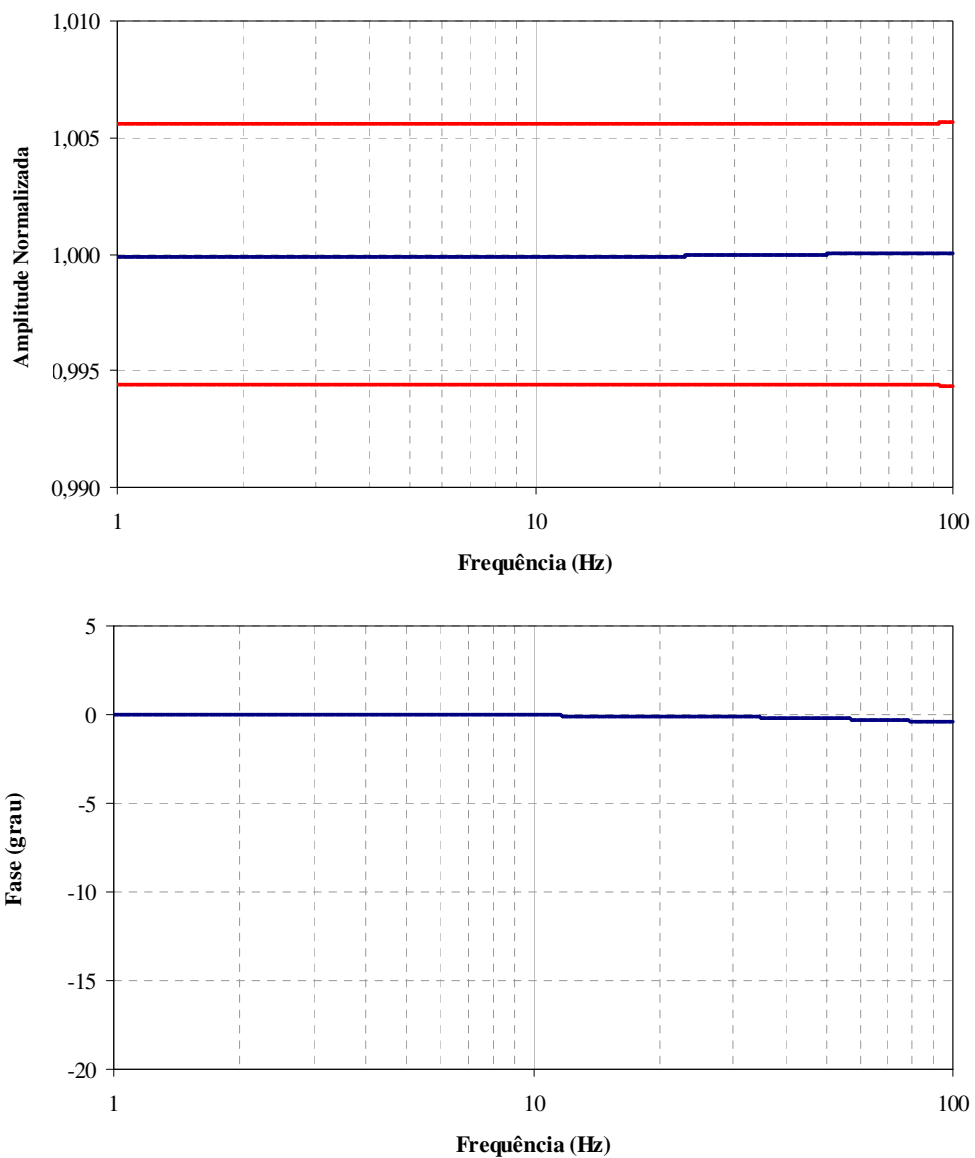 1,010
1,005
1,000
0,995
0,990
Amplitude Normalizada
1 10 100
Frequência (Hz)
5
0
-5
-10
-15
-20
Fase (grau)
1 10 100
Frequência (Hz)